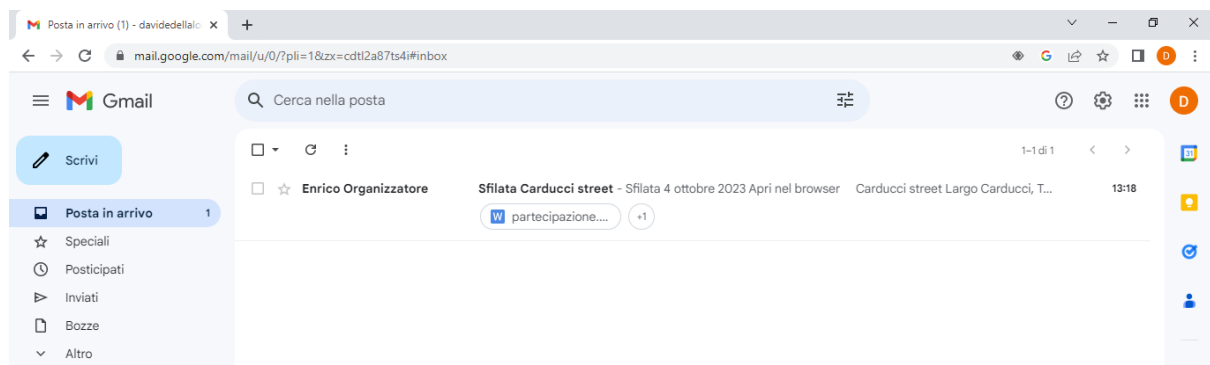 Posta in arrivo (1) - davidedellalo
mail.google.com/mail/u/0/?pli=1&zx=cdtl2a87ts4i#inbox
G
D
Gmail
Cerca nella posta
D
Scrivi
1–1 di 1
31
Enrico Organizzatore Sfilata Carducci street - Sfilata 4 ottobre 2023 Apri nel browser Carducci street Largo Carducci, T... 13:18
W partecipazione.... +1
Posta in arrivo 1
Speciali
Posticipati
Inviati
Bozze
Altro